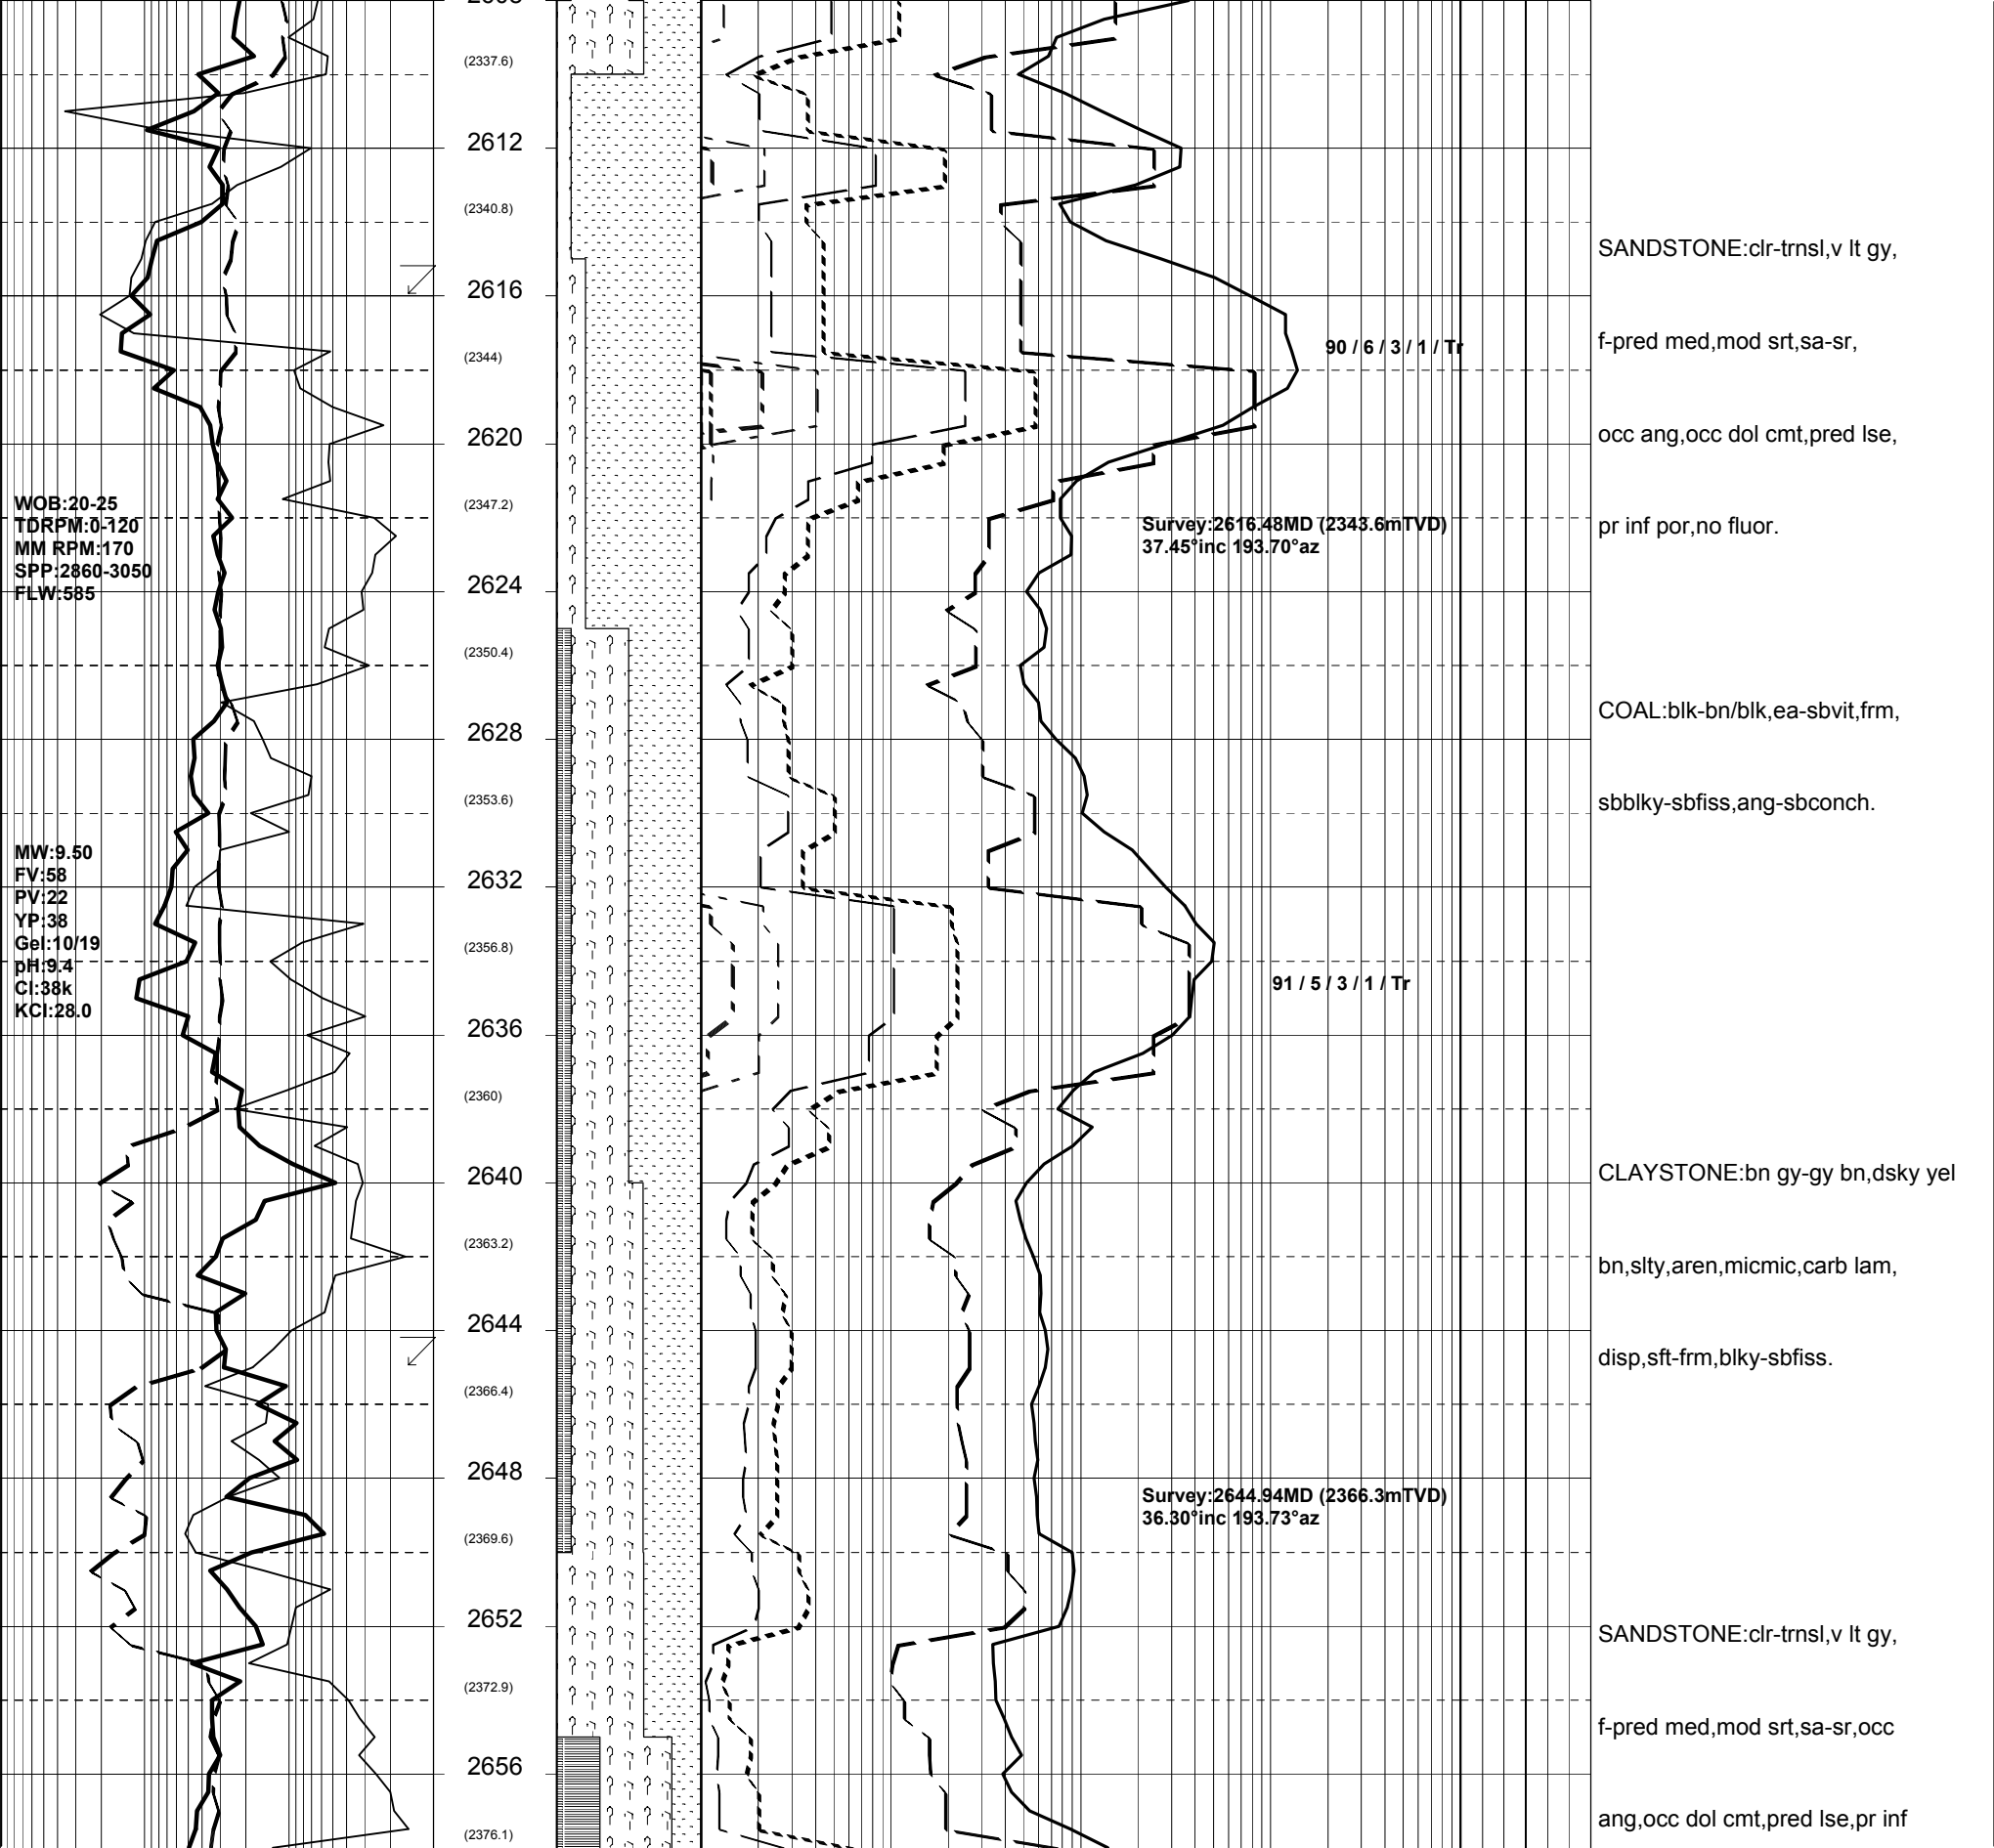 (2337.6)
2612
(2340.8)
SANDSTONE:clr-trnsl,v lt gy,
2616
f-pred med,mod srt,sa-sr,
90 / 6 / 3 / 1 / Tr
(2344)
occ ang,occ dol cmt,pred lse,
2620
WOB:20-25
TDRPM:0-120
MM RPM:170
SPP:2860-3050
FLW:585
(2347.2)
Survey:2616.48MD (2343.6mTVD)
37.45°inc 193.70°az
pr inf por,no fluor.
2624
(2350.4)
COAL:blk-bn/blk,ea-sbvit,frm,
2628
(2353.6)
sbblky-sbfiss,ang-sbconch.
MW:9.50
FV:58
PV:22
YP:38
Gel:10/19
pH:9.4
Cl:38k
KCl:28.0
2632
(2356.8)
91 / 5 / 3 / 1 / Tr
2636
(2360)
CLAYSTONE:bn gy-gy bn,dsky yel
2640
(2363.2)
bn,slty,aren,micmic,carb lam,
2644
disp,sft-frm,blky-sbfiss.
(2366.4)
2648
Survey:2644.94MD (2366.3mTVD)
36.30°inc 193.73°az
(2369.6)
2652
SANDSTONE:clr-trnsl,v lt gy,
(2372.9)
f-pred med,mod srt,sa-sr,occ
2656
ang,occ dol cmt,pred lse,pr inf
(2376.1)